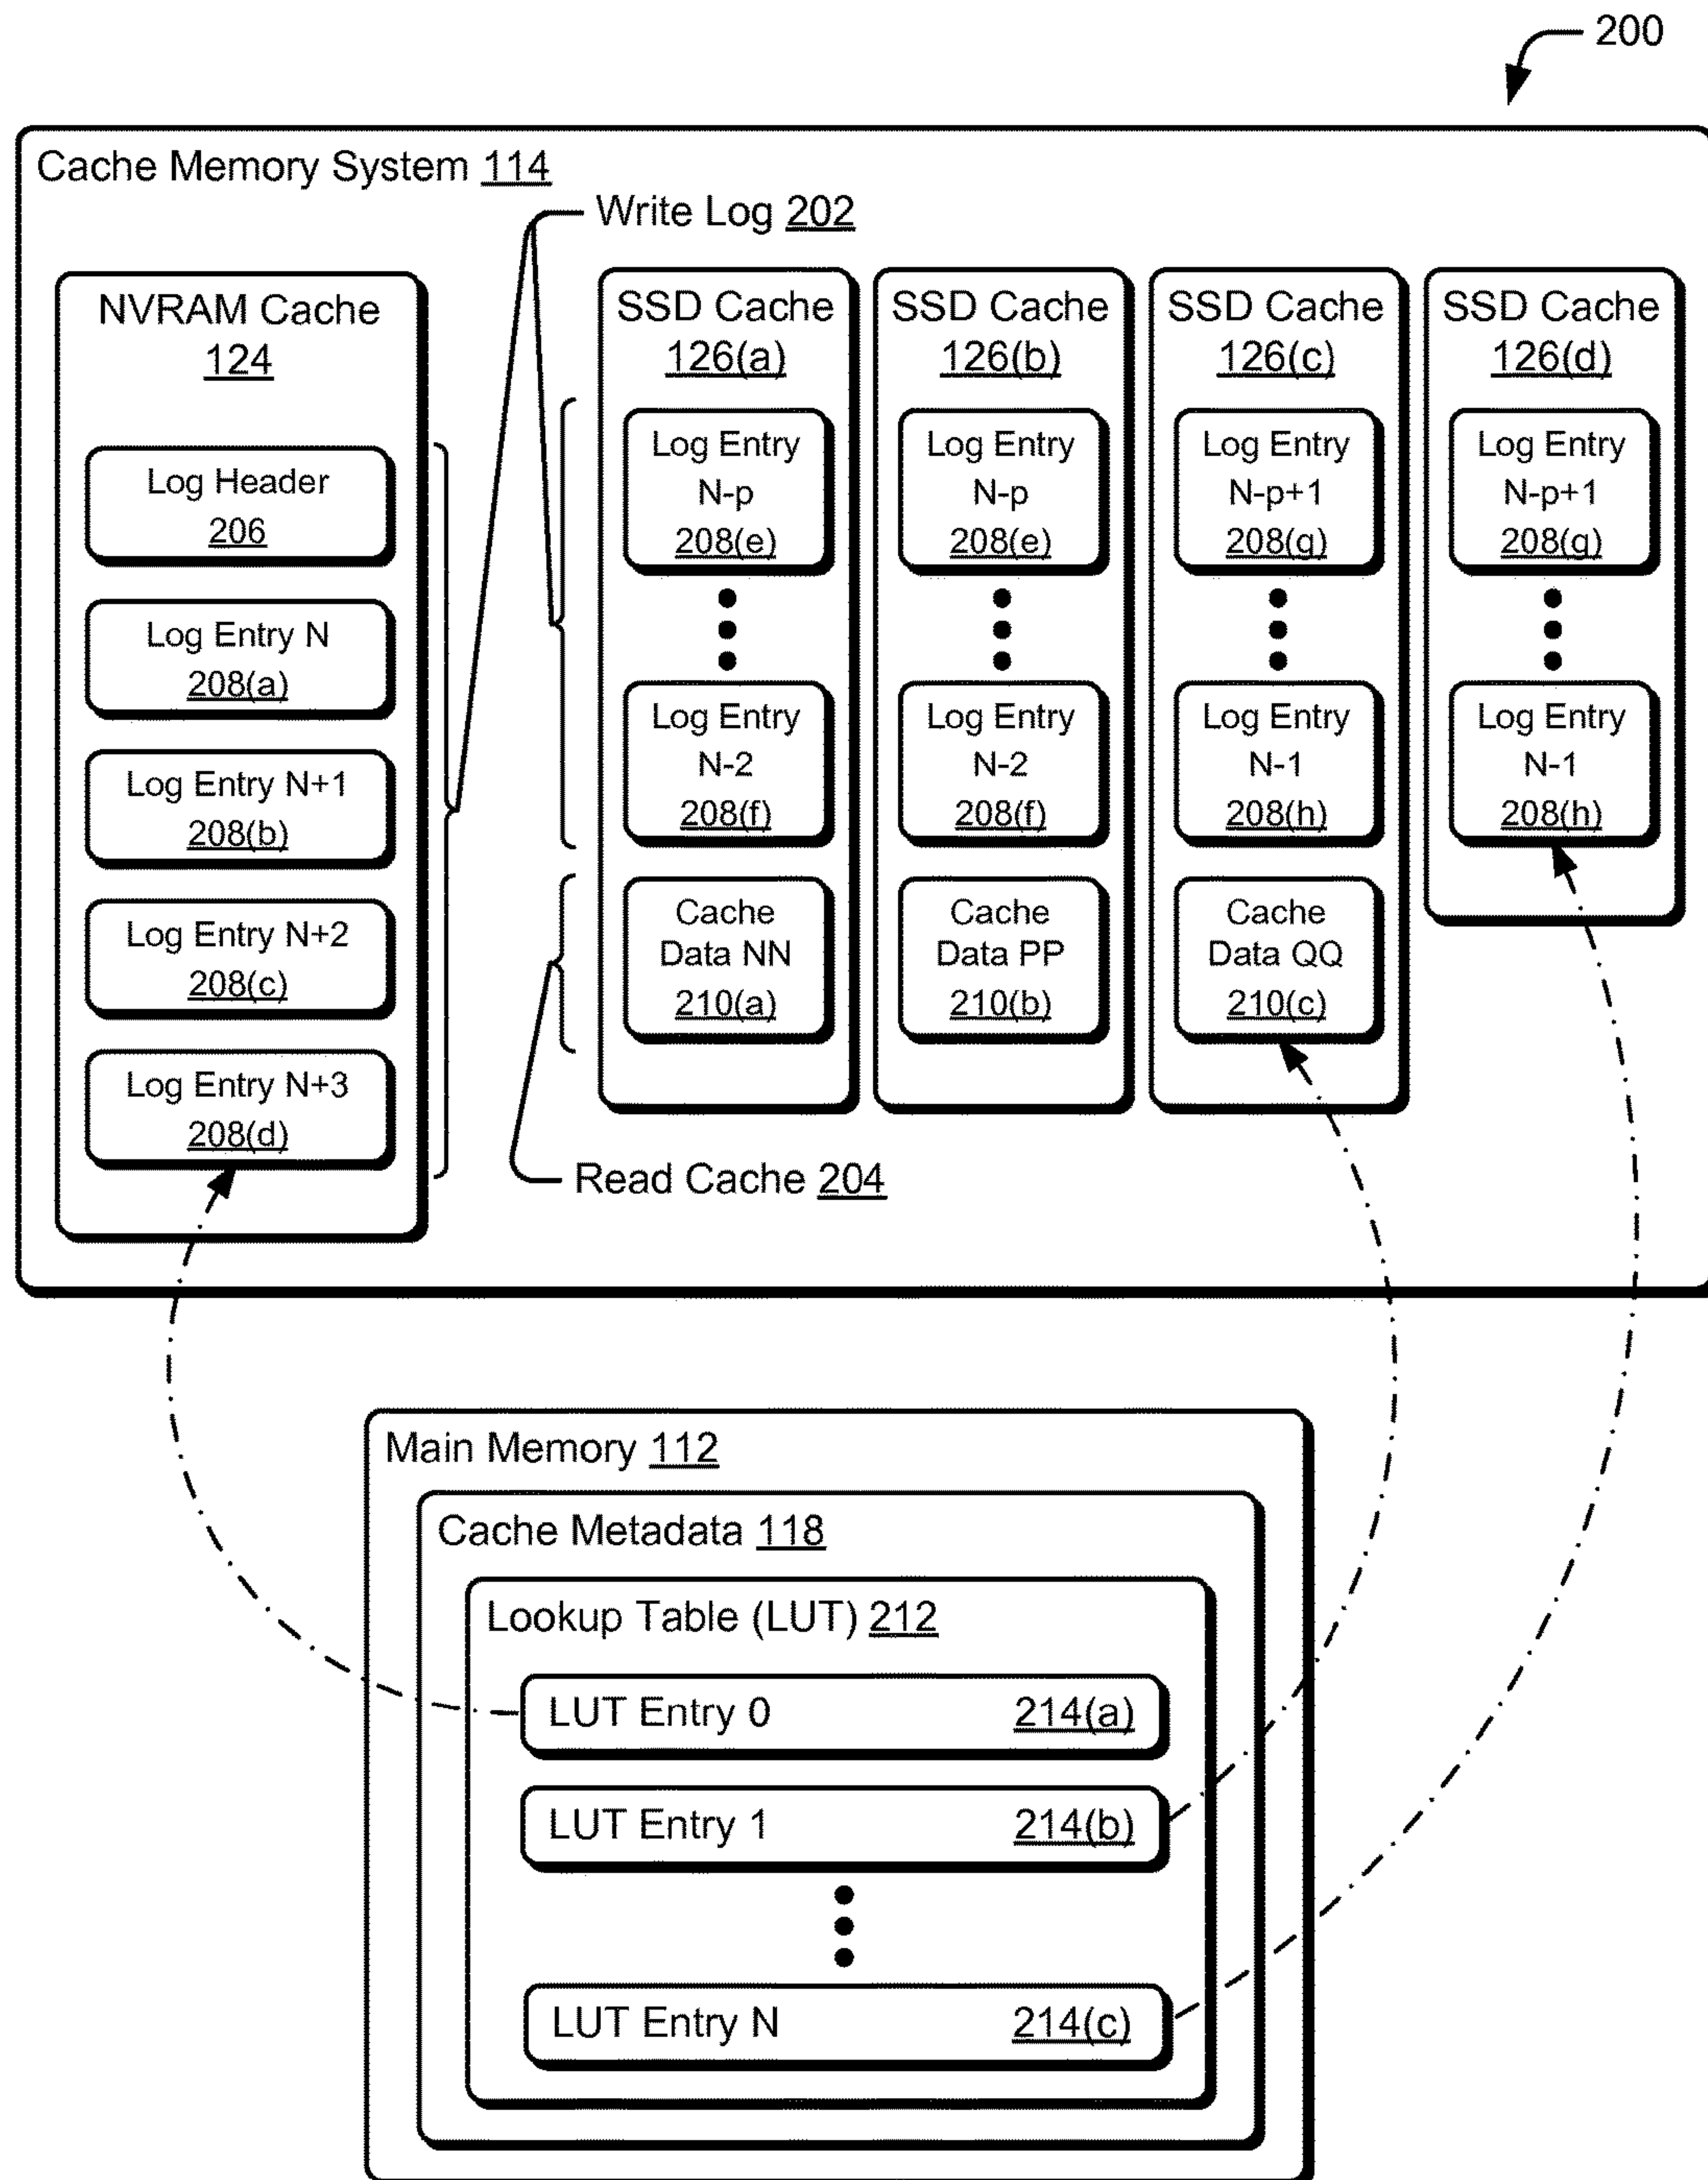 200
Cache Memory System 114
Write Log 202
NVRAM Cache
124
Log Header
206
Log Entry N
208(a)
Log Entry N+1
208(b)
Log Entry N+2
208(c)
Log Entry N+3
208(d)
SSD Cache
126(a)
Log Entry
N-p
208(e)
Log Entry
N-2
208(f)
Cache
Data NN
210(a)
SSD Cache
126(b)
Log Entry
N-p
208(e)
Log Entry
N-2
208(f)
Cache
Data PP
210(b)
SSD Cache
126(c)
Log Entry
N-p+1
208(g)
Log Entry
N-1
208(h)
Cache
Data QQ
210(c)
SSD Cache
126(d)
Log Entry
N-p+1
208(g)
Log Entry
N-1
208(h)
Read Cache 204
Main Memory 112
Cache Metadata 118
Lookup Table (LUT) 212
LUT Entry 0 214(a)
LUT Entry 1 214(b)
LUT Entry N 214(c)